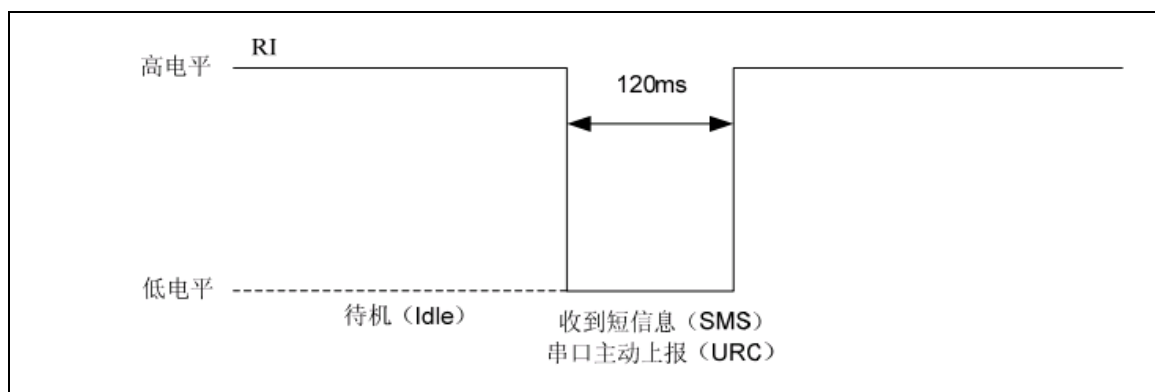 RI
高电平
120ms
低电平
待机（Idle）
收到短信息（SMS）
串口主动上报（URC）